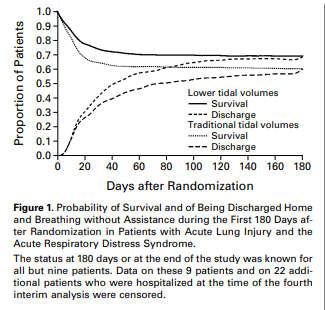 Proportion of Patients
1.0
0.9
0.8
0.7
0.6
0.5
0.4
0.3
0.2
0.1
0.0
Lower tidal volumes
Survival
Discharge
Traditional tidal volumes
Survival
Discharge
0 20 40 60 80 100 120 140 160 180
Days after Randomization
Figure 1. Probability of Survival and of Being Discharged Home
and Breathing without Assistance during the First 180 Days af-
ter Randomization in Patients with Acute Lung Injury and the
Acute Respiratory Distress Syndrome.
The status at 180 days or at the end of the study was known for
all but nine patients. Data on these 9 patients and on 22 addi-
tional patients who were hospitalized at the time of the fourth
interim analysis were censored.